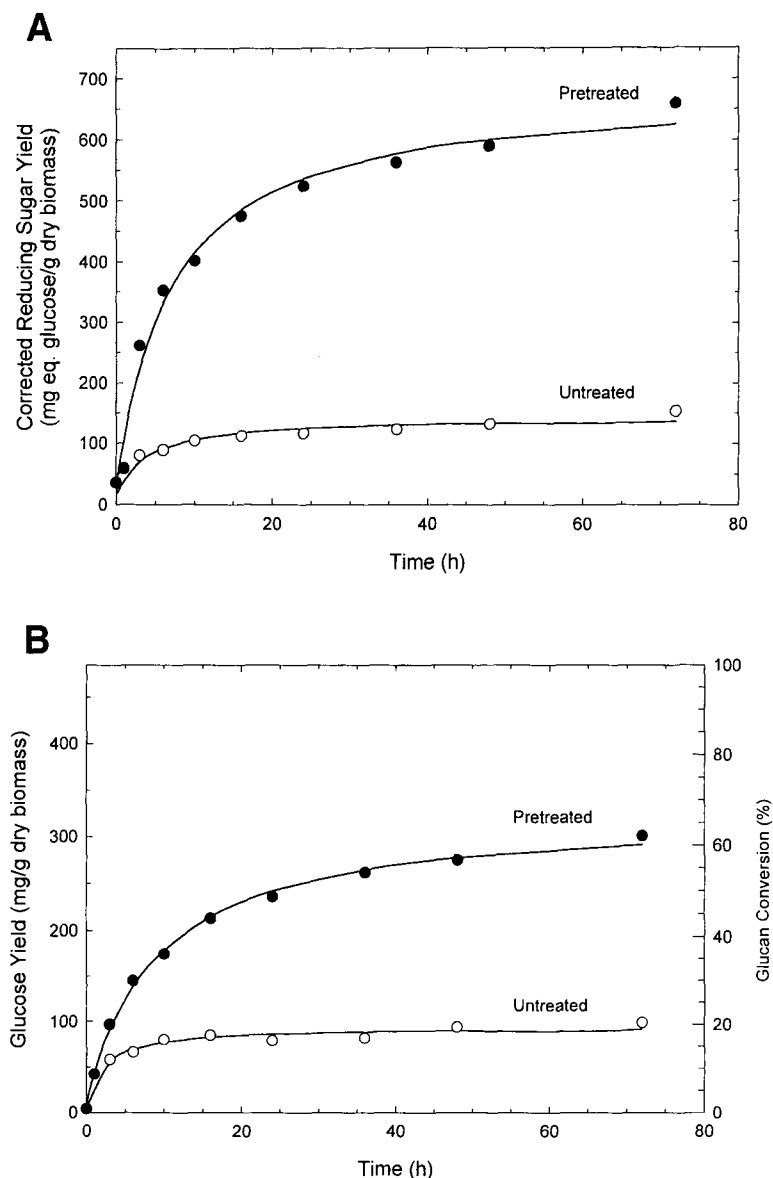 A
Corrected Reducing Sugar Yield
(mg eq. glucose/g dry biomass)
700
600
500
400
300
200
100
0
Pretreated
Untreated
0 20 40 60 80
Time (h)
B
Glucose Yield (mg/g dry biomass)
400
300
200
100
0
Pretreated
Untreated
100
80
60
40
20
0
Glucan Conversion (%)
0 20 40 60 80
Time (h)